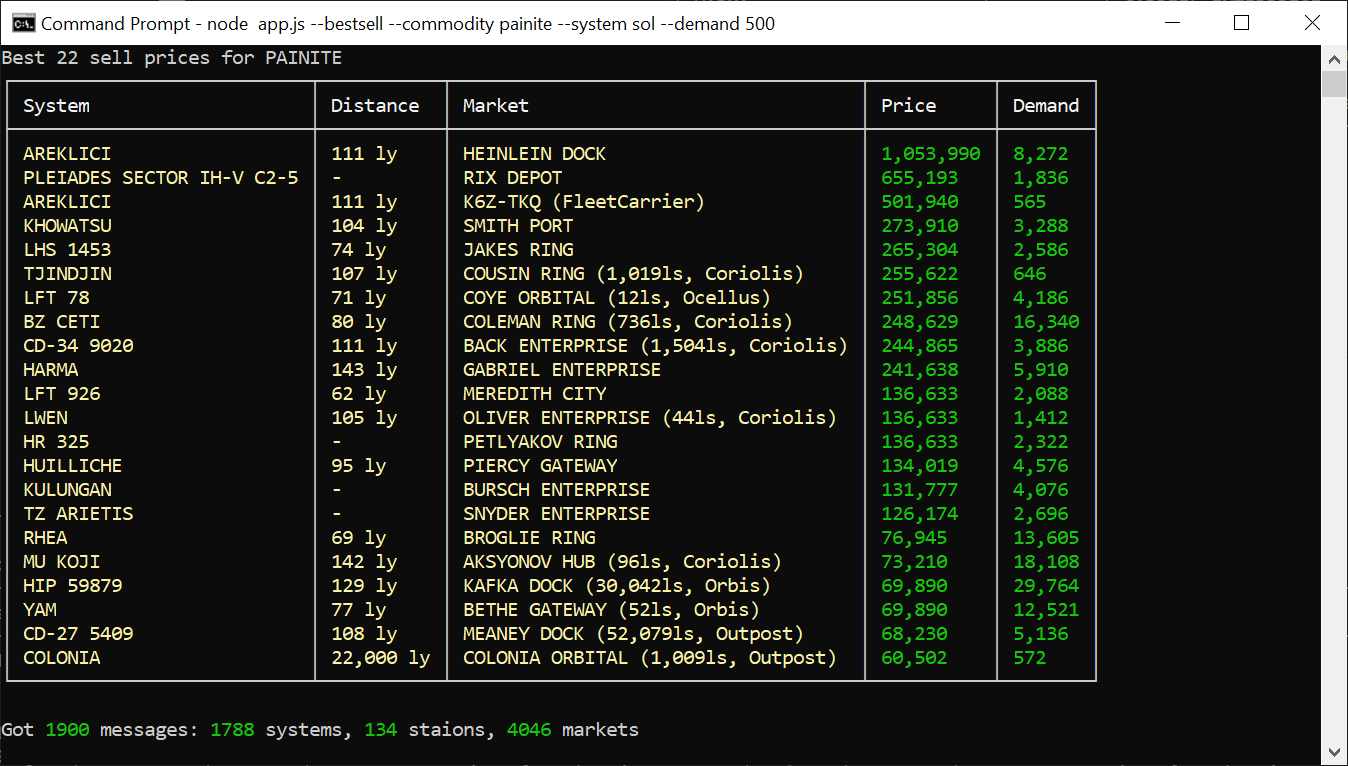 Command Prompt - node  app.js --bestsell --commodity painite --system sol --demand 500
Best 22 sell prices for PAINITE
System Distance Market Price Demand
AREKLICI 111 ly HEINLEIN DOCK 1,053,990 8,272
PLEIADES SECTOR IH-V C2-5 - RIX DEPOT 655,193 1,836
AREKLICI 111 ly K6Z-TKQ (FleetCarrier) 501,940 565
KHOWATSU 104 ly SMITH PORT 273,910 3,288
LHS 1453 74 ly JAKES RING 265,304 2,586
TJINDJIN 107 ly COUSIN RING (1,019ls, Coriolis) 255,622 646
LFT 78 71 ly COYE ORBITAL (12ls, Ocellus) 251,856 4,186
BZ CETI 80 ly COLEMAN RING (736ls, Coriolis) 248,629 16,340
CD-34 9020 111 ly BACK ENTERPRISE (1,504ls, Coriolis) 244,865 3,886
HARMA 143 ly GABRIEL ENTERPRISE 241,638 5,910
LFT 926 62 ly MEREDITH CITY 136,633 2,088
LWEN 105 ly OLIVER ENTERPRISE (44ls, Coriolis) 136,633 1,412
HR 325 - PETLYAKOV RING 136,633 2,322
HUILLICHE 95 ly PIERCY GATEWAY 134,019 4,576
KULUNGAN - BURSCH ENTERPRISE 131,777 4,076
TZ ARIETIS - SNYDER ENTERPRISE 126,174 2,696
RHEA 69 ly BROGLIE RING 76,945 13,605
MU KOJI 142 ly AKSYONOV HUB (96ls, Coriolis) 73,210 18,108
HIP 59879 129 ly KAFKA DOCK (30,042ls, Orbis) 69,890 29,764
YAM 77 ly BETHE GATEWAY (52ls, Orbis) 69,890 12,521
CD-27 5409 108 ly MEANEY DOCK (52,079ls, Outpost) 68,230 5,136
COLONIA 22,000 ly COLONIA ORBITAL (1,009ls, Outpost) 60,502 572
Got 1900 messages: 1788 systems, 134 staions, 4046 markets